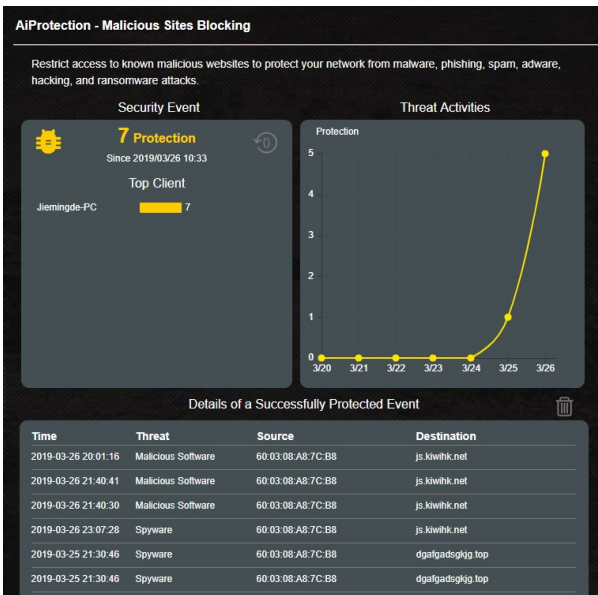 AiProtection - Malicious Sites Blocking
Restrict access to known malicious websites to protect your network from malware, phishing, spam, adware,
hacking, and ransomware attacks.
Security Event
7 Protection
0
Since 2019/03/26 10:33
Top Client
Jiemingde-PC 7
Threat Activities
Protection
5
4
3
2
1
0
3/20 3/21 3/22 3/23 3/24 3/25 3/26
Details of a Successfully Protected Event
Time Threat Source Destination
2019-03-26 20:01:16 Malicious Software 60:03:08:A8:7C:B8 js.kiwihk.net
2019-03-26 21:40:41 Malicious Software 60:03:08:A8:7C:B8 js.kiwihk.net
2019-03-26 21:40:30 Malicious Software 60:03:08:A8:7C:B8 js.kiwihk.net
2019-03-26 23:07:28 Spyware 60:03:08:A8:7C:B8 js.kiwihk.net
2019-03-25 21:30:46 Spyware 60:03:08:A8:7C:B8 dgafgadsgkjg.top
2019-03-25 21:30:46 Spyware 60:03:08:A8:7C:B8 dgafgadsgkjg.top